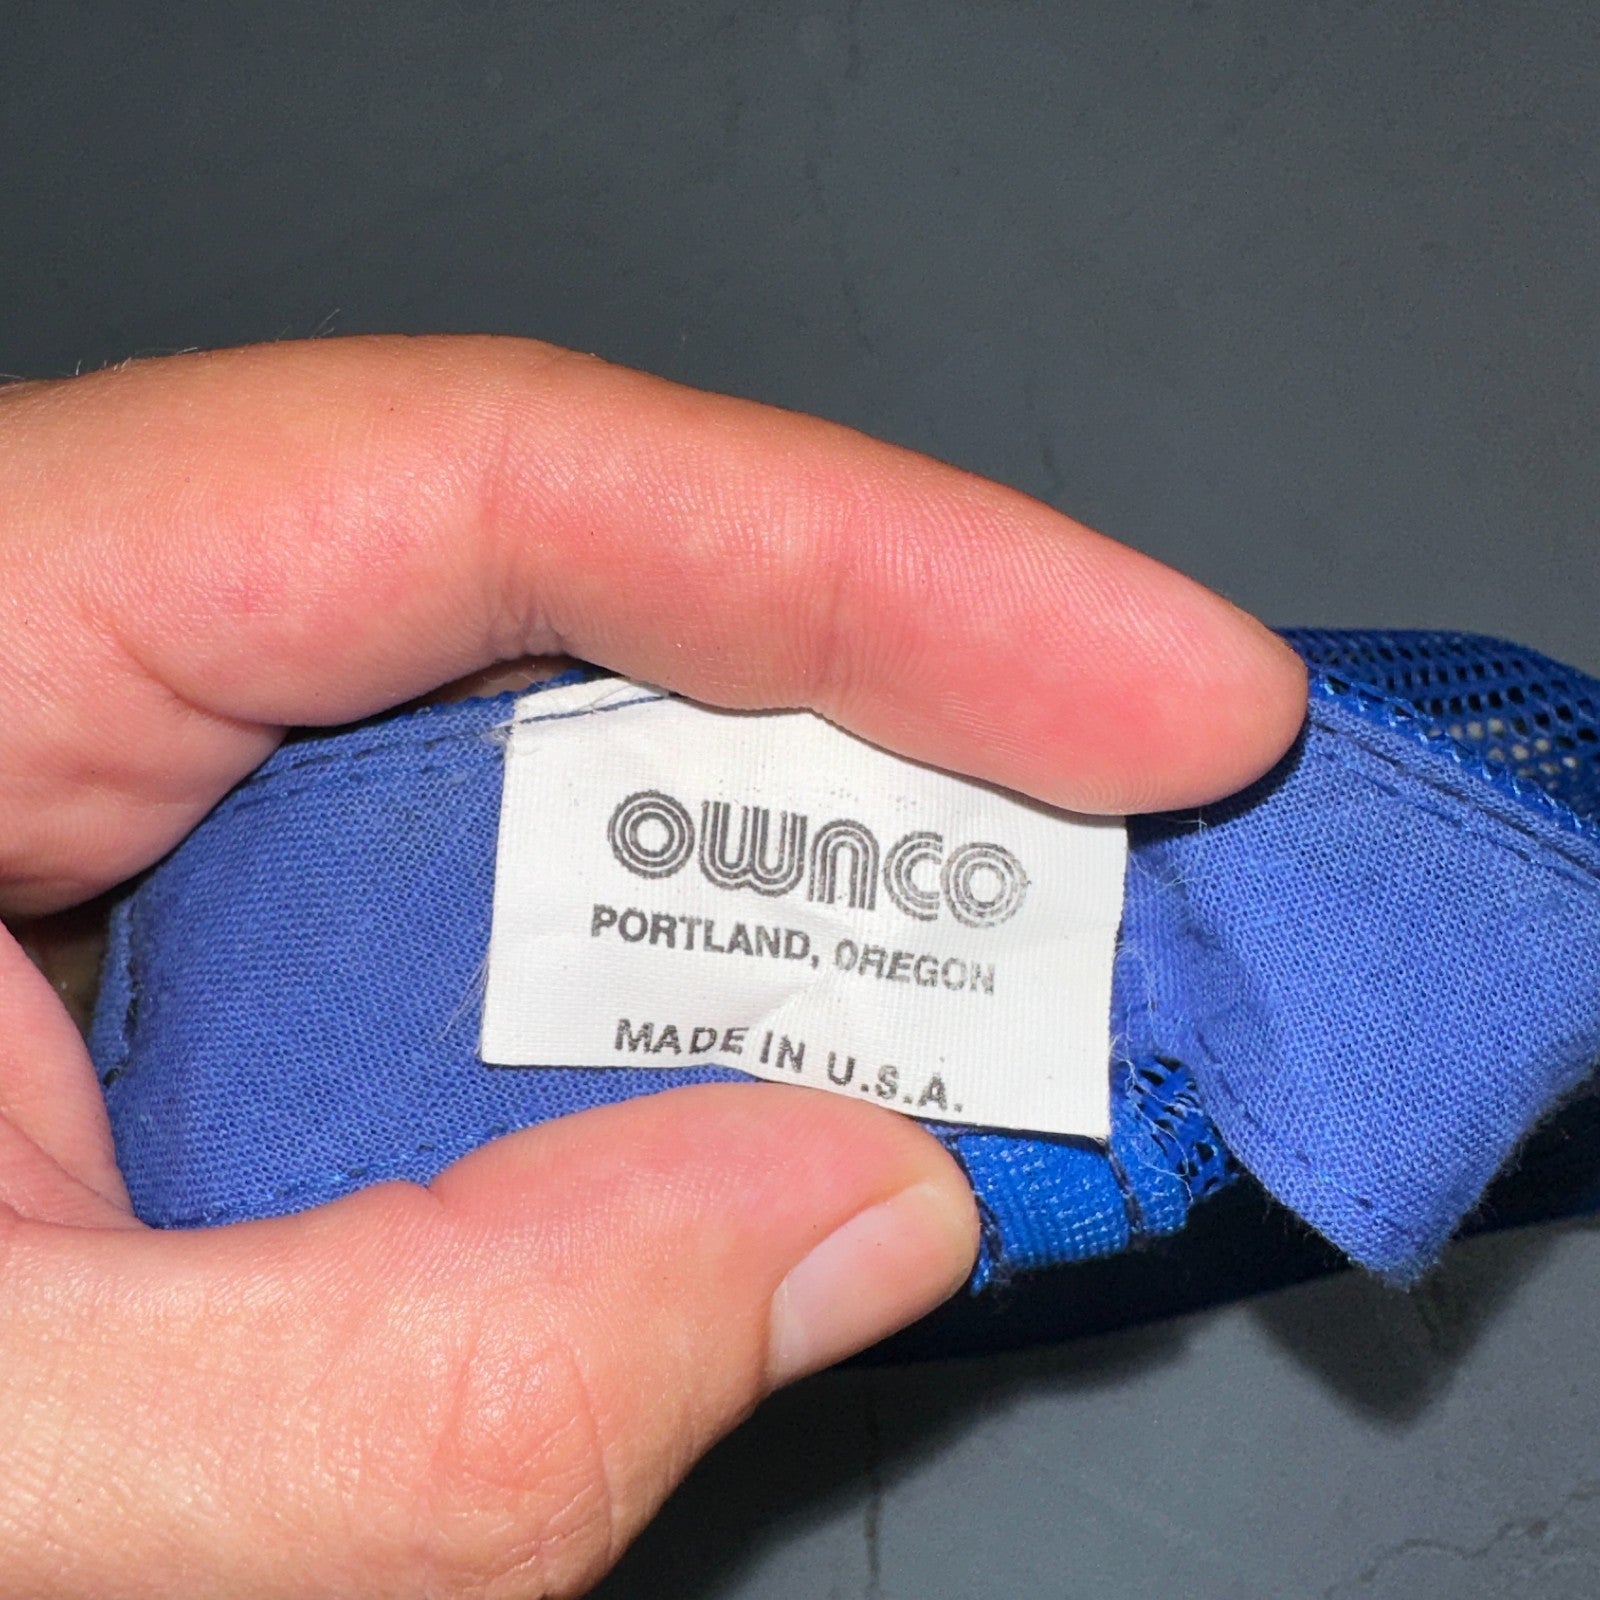 OWNCO
PORTLAND, OREGON
MADE IN U.S.A.